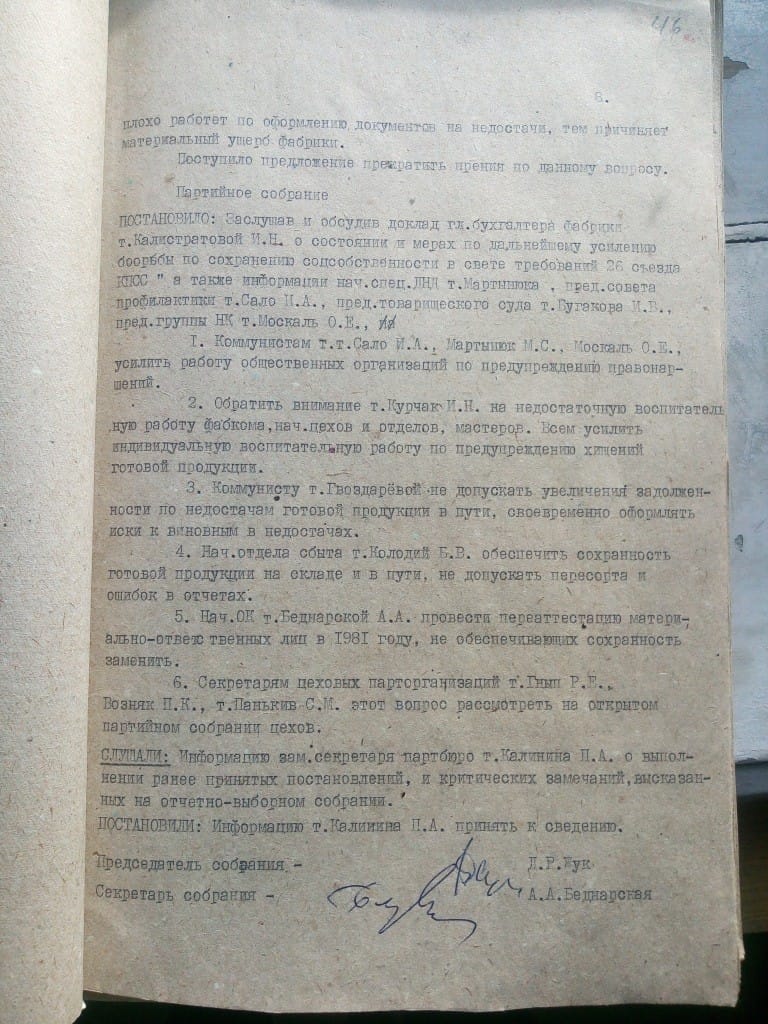 46.
8.
плохо работет по оформлению документов на недостачи, тем причиняет
материальный ущерб фабрики.
Поступило предложение прекратить прения по данному вопросу.
Партийное собрание
ПОСТАНОВИЛО: Заслушав и обсудив доклад гл.бухгалтера фабрики
т.Калистратовой И.Н. о состоянии и мерах по дальнейшему усилению
боорьбы по сохранению соцсобственности в свете требований 26 съезда
КПСС " а также информации нач.спец.ДНД т.Мартынюка , пред.совета
профилактики т.Сало И.А., пред.товарищеского суда т.Бугакова И.В.,
пред.группы НК т.Москаль О.Е.,
1. Коммунистам т.т.Сало И.А., Мартынюк М.С., Москаль О.Е.,
усилить работу общественных организаций по предупреждению правонар-
шений.
2. Обратить внимание т.Курчак И.Н. на недостаточную воспитатель
ную работу фабкома,нач.цехов и отделов, мастеров. Всем усилить
индивидуальную воспитательную работу по предупреждению хищений
готовой продукции.
3. Коммунисту т.Гвоздарёвой не допускать увеличения задолжен-
ности по недостачам готовой продукции в пути, своевременно оформлять
иски к виновным в недостачах.
4. Нач.отдела сбыта т.Колодий Б.В. обеспечить сохранность
готовой продукции на складе и в пути, не допускать пересорта и
ошибок в отчетах.
5. Нач.ОК т.Беднарской А.А. провести переаттестацию матери-
ально-ответственных лиц в 1981 году, не обеспечивающих сохранность
заменить.
6. Секретарям цеховых парторганизаций т.Гнып Р.Е.,
Возняк П.К., т.Панькив С.М. этот вопрос рассмотреть на открытом
партийном собрании цехов.
СЛУШАЛИ: Информацию зам.секретаря партбюро т.Калинина П.А. о выпол-
нении ранее принятых постановлений, и критических замечаний,высказан-
ных на отчетно-выборном собрании.
ПОСТАНОВИЛИ: Информацию т.Калинина П.А. принять к сведению.
Председатель собрания - Д.Р.Жук
Секретарь собрания - А.А.Беднарская